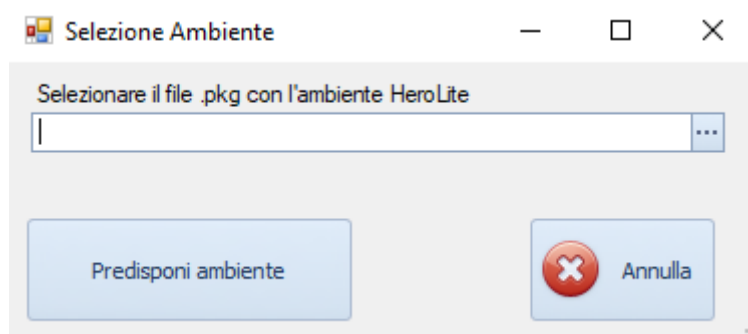 Selezione Ambiente
Selezionare il file .pkg con l'ambiente HeroLite
...
Predisponi ambiente
Annulla